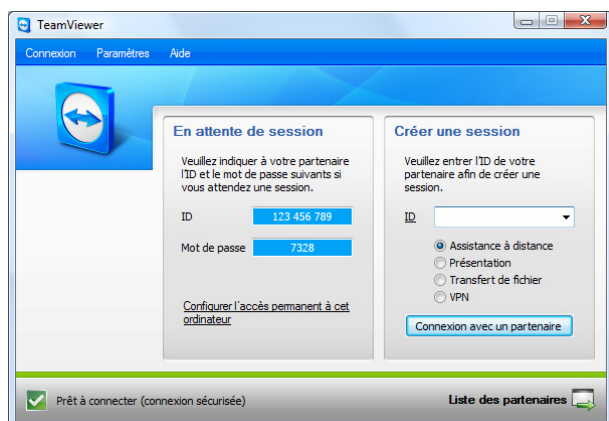 TeamViewer
Connexion Paramètres Aide
En attente de session
Veuillez indiquer à votre partenaire
l'ID et le mot de passe suivants si
vous attendez une session.
ID 123 456 789
Mot de passe 7328
Configurer l'accès permanent à cet
ordinateur
Créer une session
Veuillez entrer l'ID de votre
partenaire afin de créer une
session.
ID
Assistance à distance
Présentation
Transfert de fichier
VPN
Connexion avec un partenaire
Prêt à connecter (connexion sécurisée)
Liste des partenaires